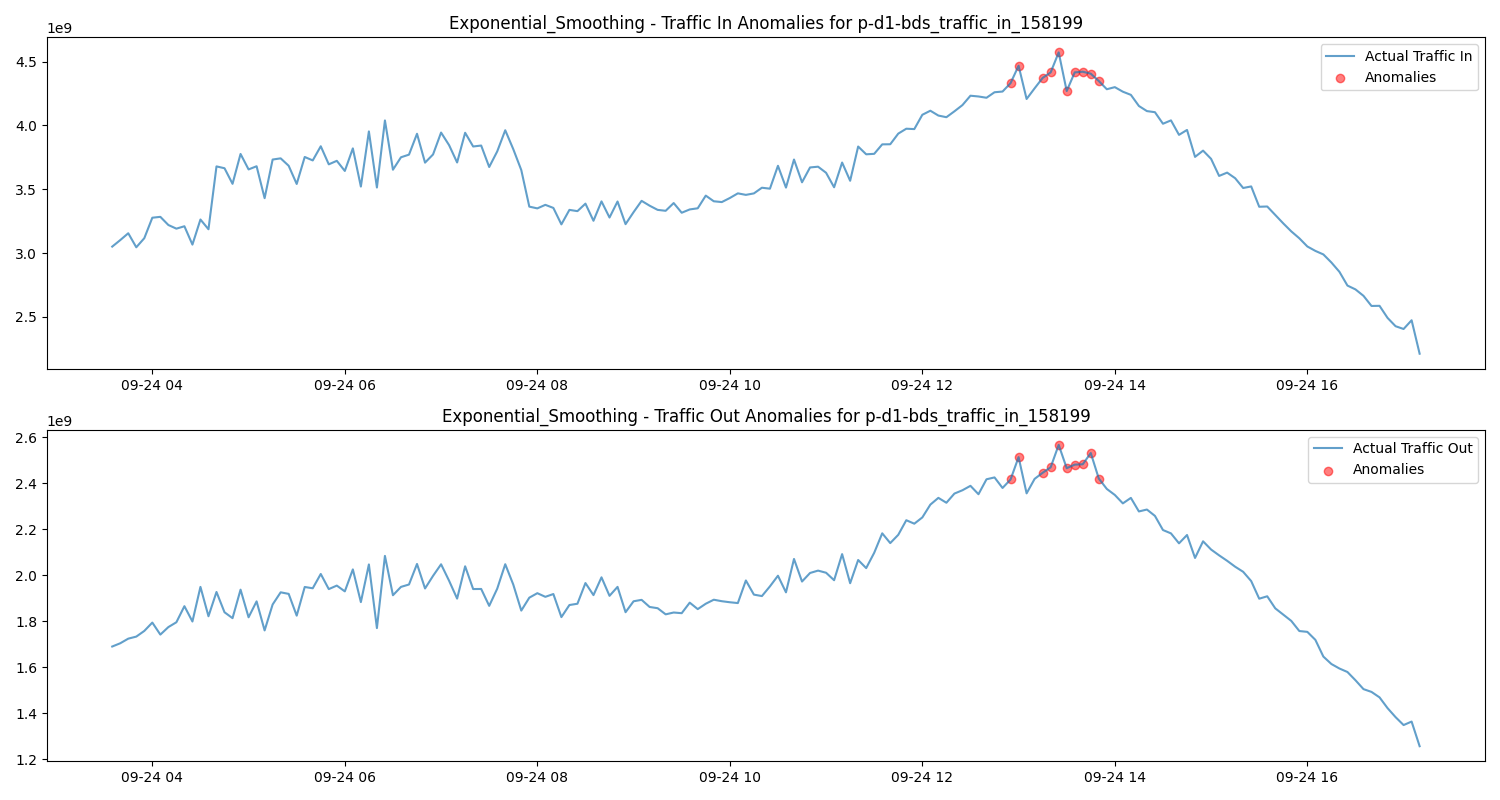 Exponential_Smoothing - Traffic In Anomalies for p-d1-bds_traffic_in_158199
1e9
4.5
4.0
3.5
3.0
2.5
Actual Traffic In
Anomalies
09-24 04 09-24 06 09-24 08 09-24 10 09-24 12 09-24 14 09-24 16
Exponential_Smoothing - Traffic Out Anomalies for p-d1-bds_traffic_in_158199
1e9
2.6
2.4
2.2
2.0
1.8
1.6
1.4
1.2
Actual Traffic Out
Anomalies
09-24 04 09-24 06 09-24 08 09-24 10 09-24 12 09-24 14 09-24 16